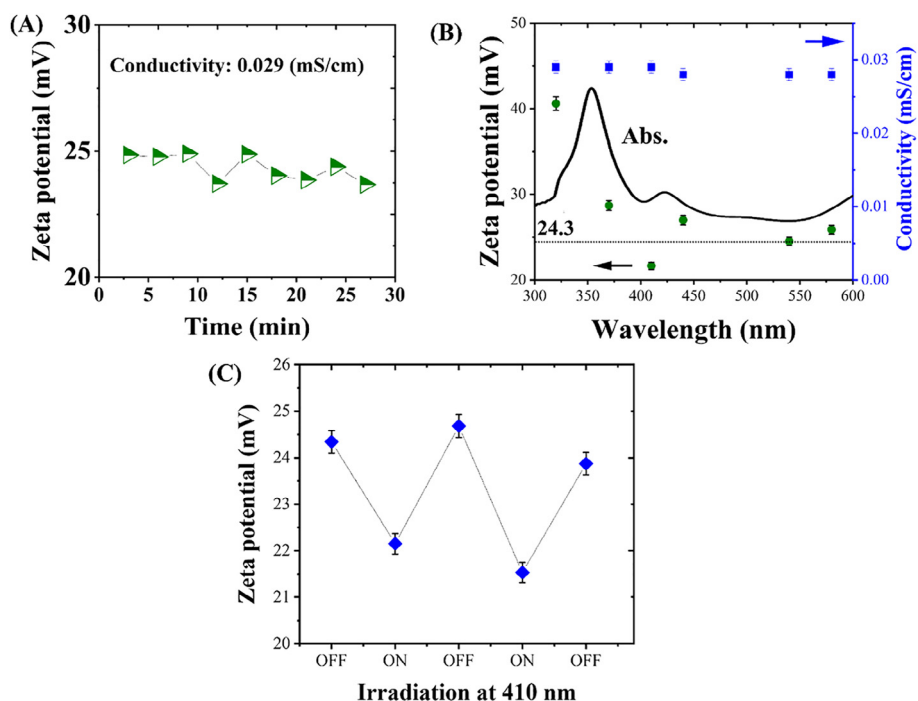 (A)
30
25
20
Zeta potential (mV)
Conductivity: 0.029 (mS/cm)
0 5 10 15 20 25 30
Time (min)
(B)
50
40
30
20
Zeta potential (mV)
Abs.
24.3
0.03
0.02
0.01
0.00
Conductivity (mS/cm)
300 350 400 450 500 550 600
Wavelength (nm)
(C)
26
25
24
23
22
21
20
Zeta potential (mV)
OFF ON OFF ON OFF
Irradiation at 410 nm